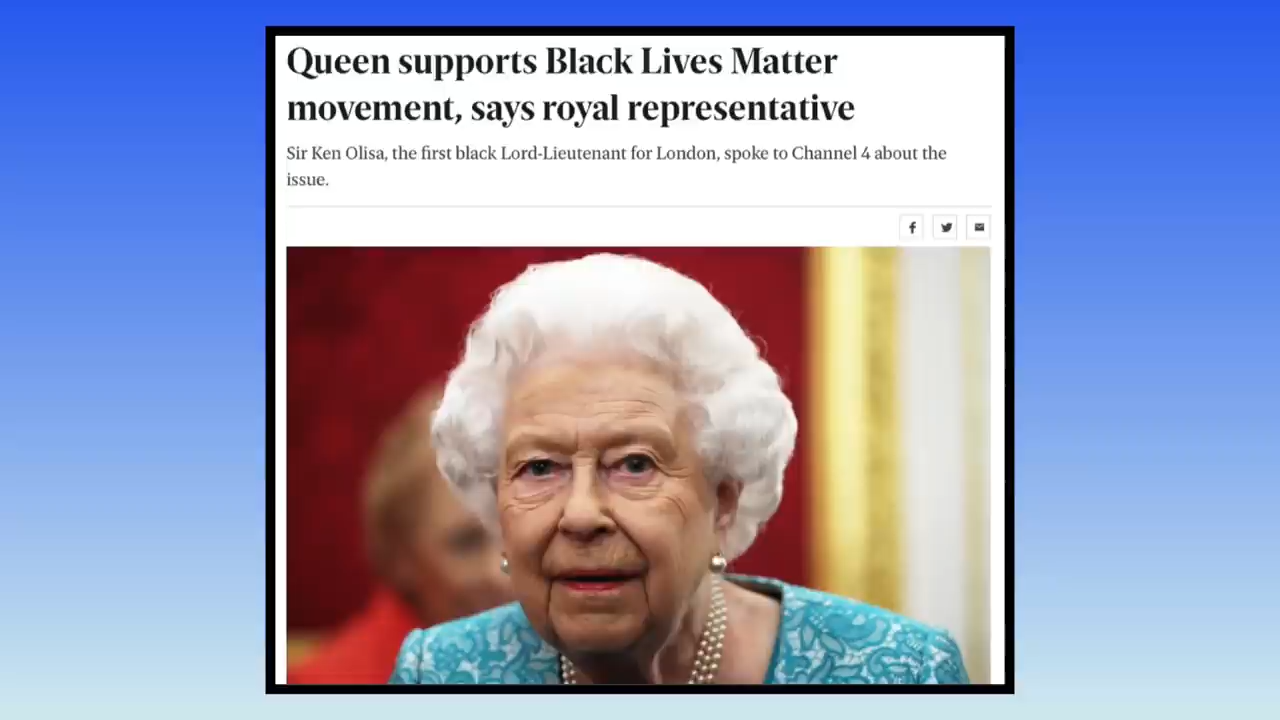 Queen supports Black Lives Matter
movement, says royal representative
Sir Ken Olisa, the first black Lord-Lieutenant for London, spoke to Channel 4 about the
issue.